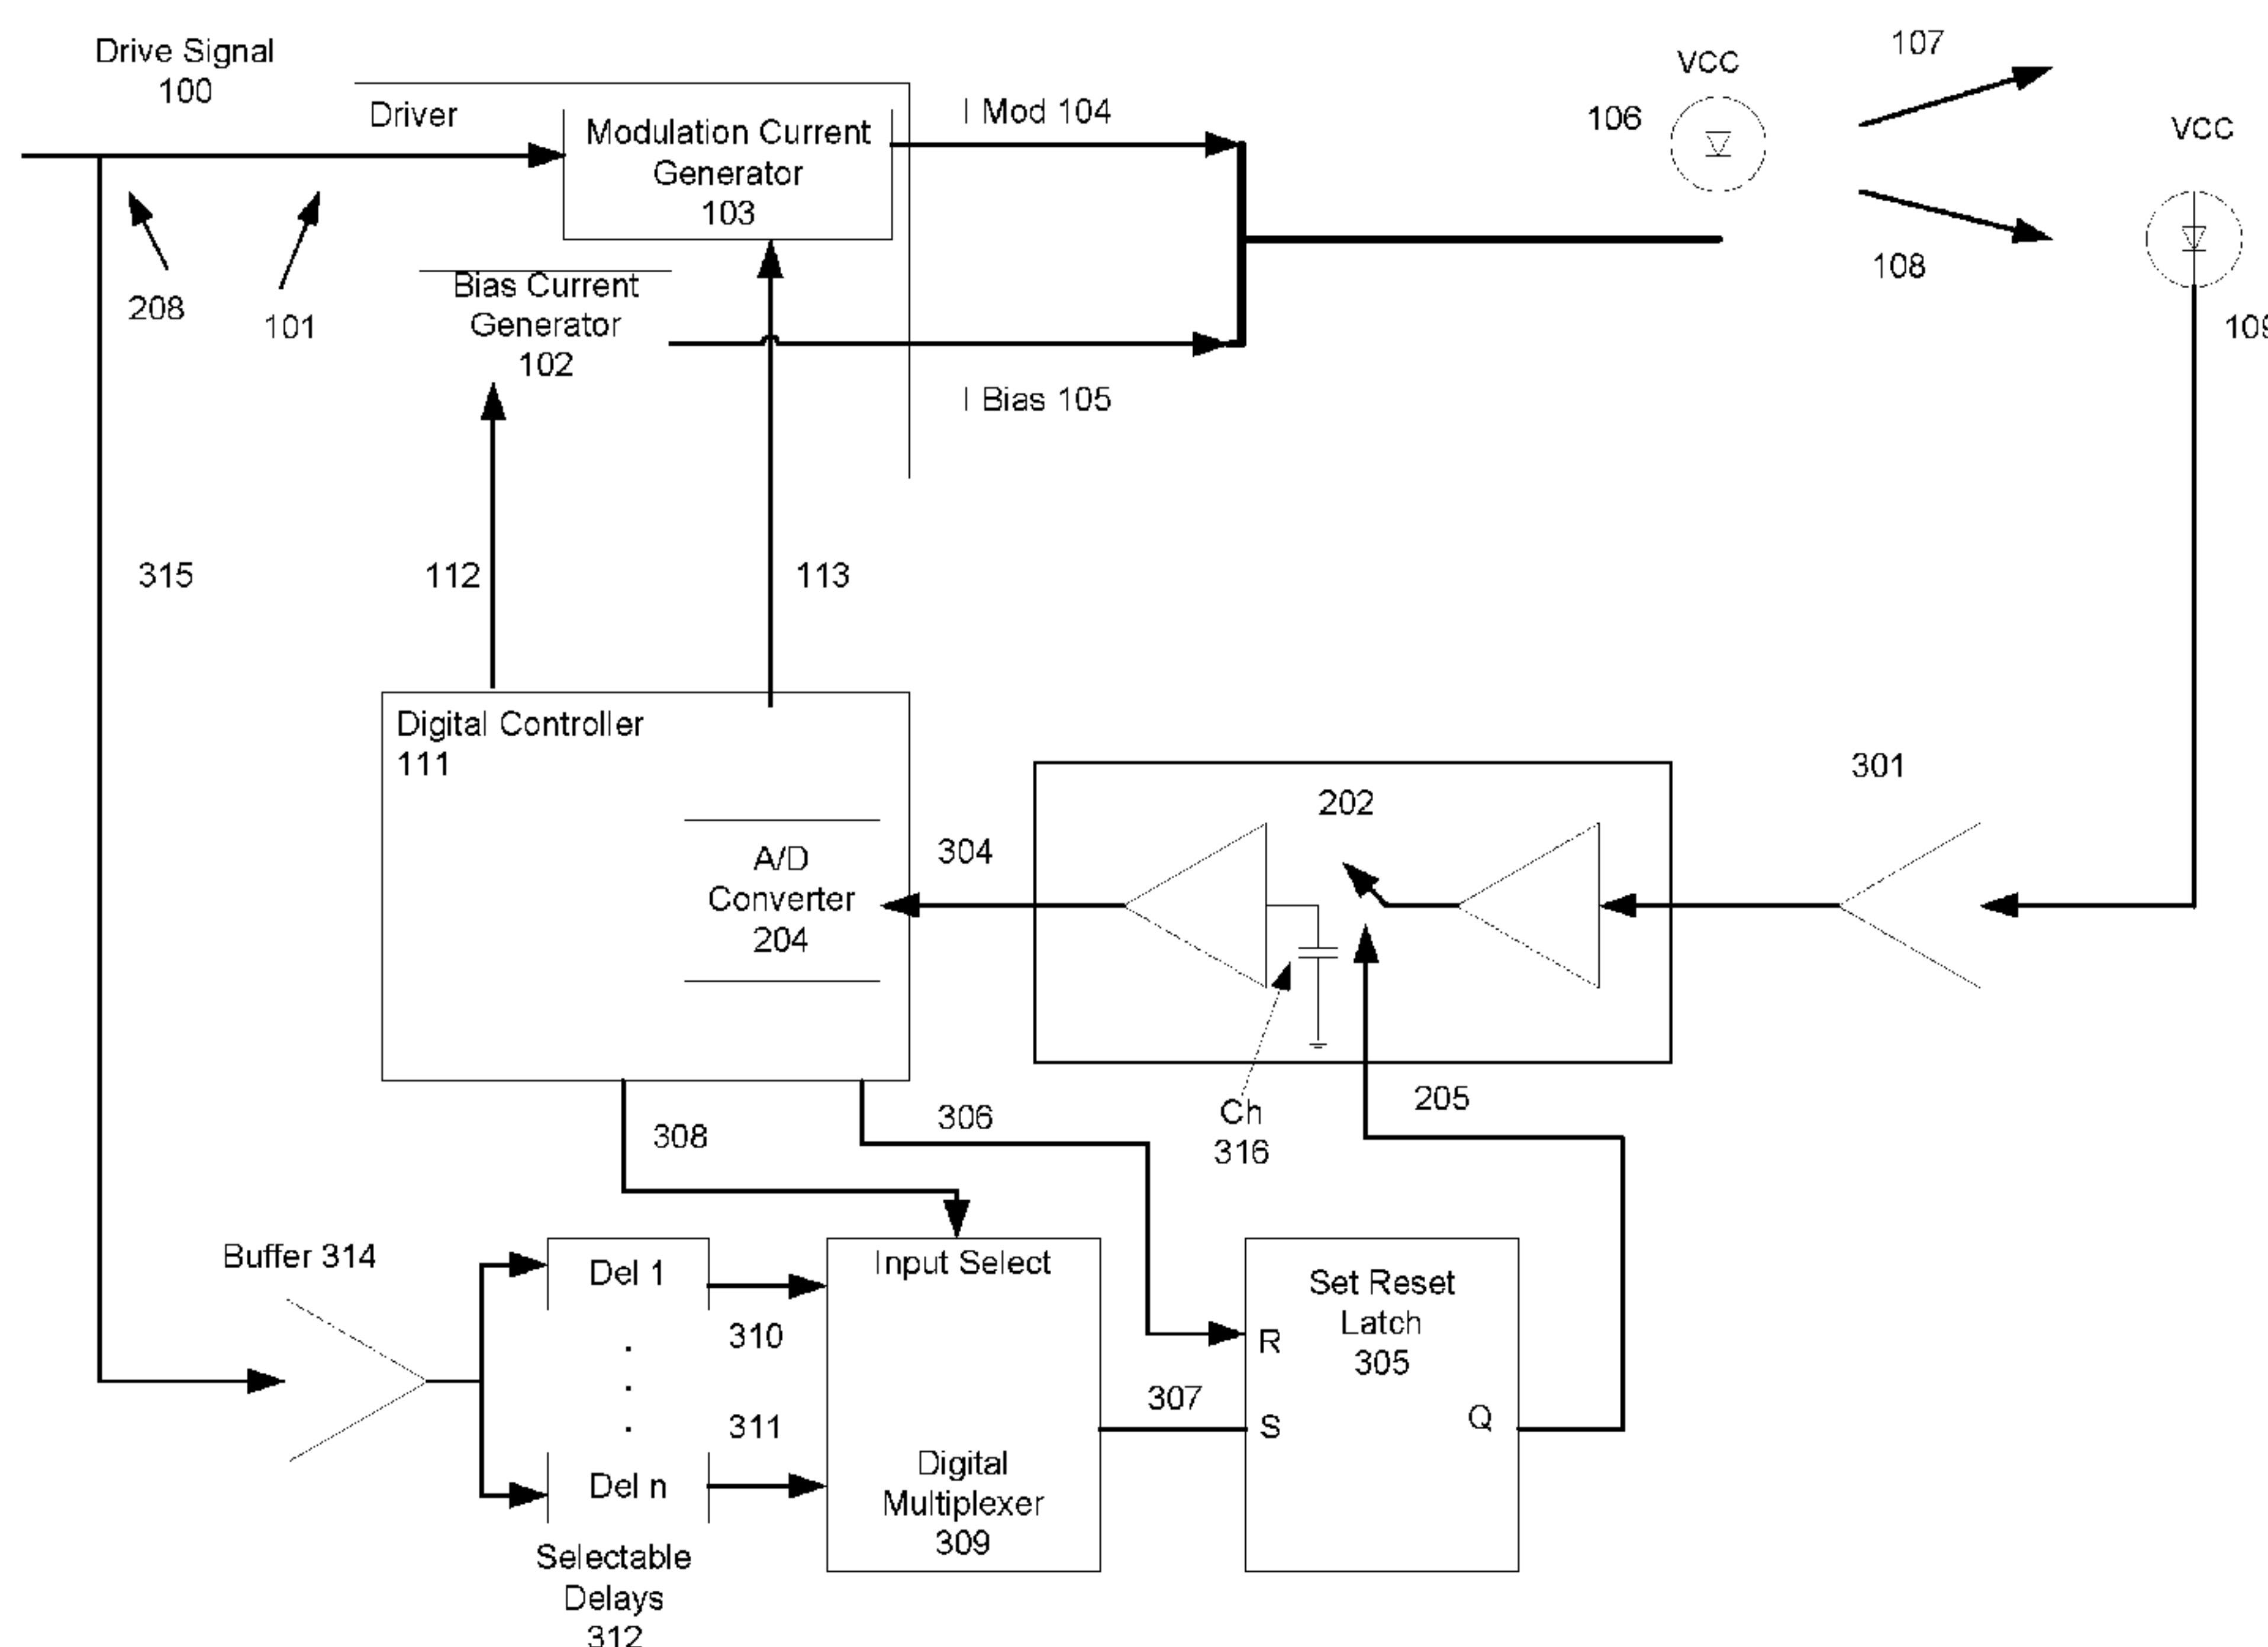 Drive Signal
100
Driver
Modulation Current
Generator
103
I Mod 104
VCC
106
107
VCC
108
109
208
101
Bias Current
Generator
102
I Bias 105
315
112
113
Digital Controller
111
A/D
Converter
204
304
202
301
Ch
316
205
308
306
Buffer 314
Del 1
.
.
.
Del n
310
311
Selectable
Delays
312
Input Select
Digital
Multiplexer
309
307
Set Reset
Latch
305
R
S
Q